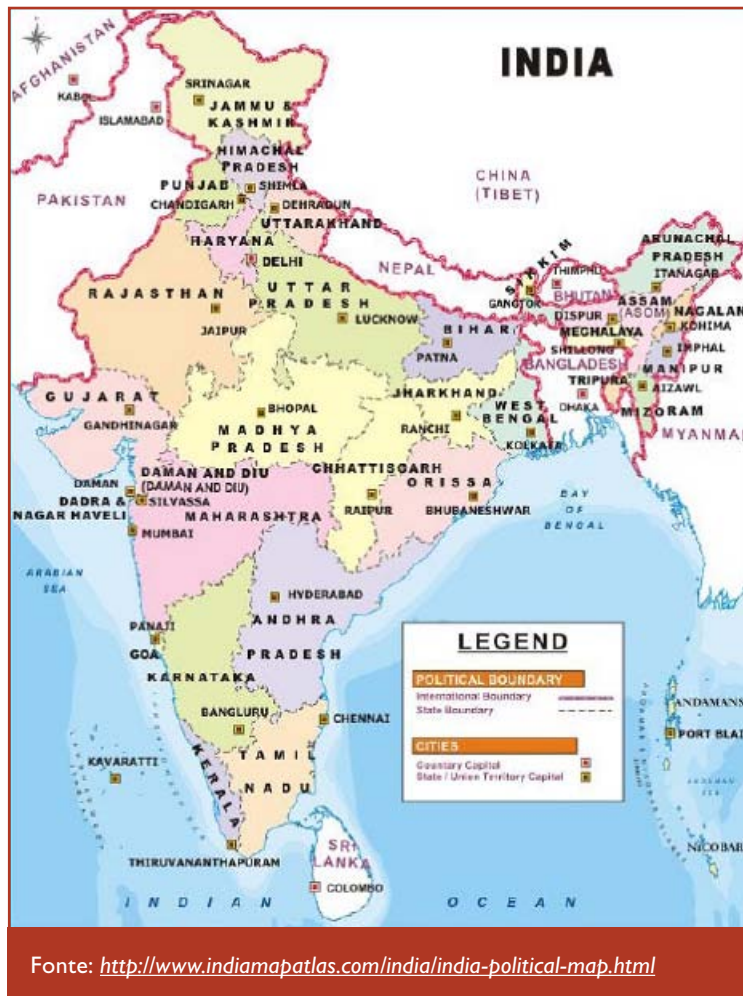 INDIA
AFGHANISTAN
KABUL
ISLAMABAD
SRINAGAR
JAMMU &
KASHMIR
HIMACHAL
PRADESH
PUNJAB
SHIMLA
CHANDIGARH
DEHRADUN
UTTARAKHAND
PAKISTAN
CHINA
(TIBET)
HARYANA
DELHI
NEPAL
SIKKIM
GANGTOK
THIMPHU
BHUTAN
ARUNACHAL
PRADESH
ITANAGAR
RAJASTHAN
JAIPUR
UTTAR
PRADESH
LUCKNOW
BIHAR
PATNA
ASSAM
(ASOM)
DISPUR
NAGALAN
KOHIMA
MEGHALAYA
SHILLONG
IMPHAL
BANGLADESH
MANIPUR
TRIPURA
AIZAWL
DHAKA
MIZORAM
MYANMAR
GUJARAT
GANDHINAGAR
BHOPAL
MADHYA
PRADESH
JHARKHAND
RANCHI
WEST
BENGAL
KOLKATA
CHHATTISGARH
RAIPUR
ORISSA
BHUBANESHWAR
DAMAN AND DIU
(DAMAN AND DIU)
DAMAN
DADRA &
NAGAR HAVELI
SILVASSA
MAHARASHTRA
MUMBAI
BAY
OF
BENGAL
ARABIAN
SEA
HYDERABAD
ANDHRA
PRADESH
PANAJI
GOA
KARNATAKA
BANGLURU
CHENNAI
TAMIL
NADU
KERALA
KAVARATTI
THIRUVANANTHAPURAM
SRI
LANKA
COLOMBO
INDIAN OCEAN
LEGEND
POLITICAL BOUNDARY
International Boundary
State Boundary
CITIES
Country Capital
State / Union Territory Capital
ANDAMANS
PORT BLAI
NICOBAR
Fonte: http://www.indiamapatlas.com/india/india-political-map.html